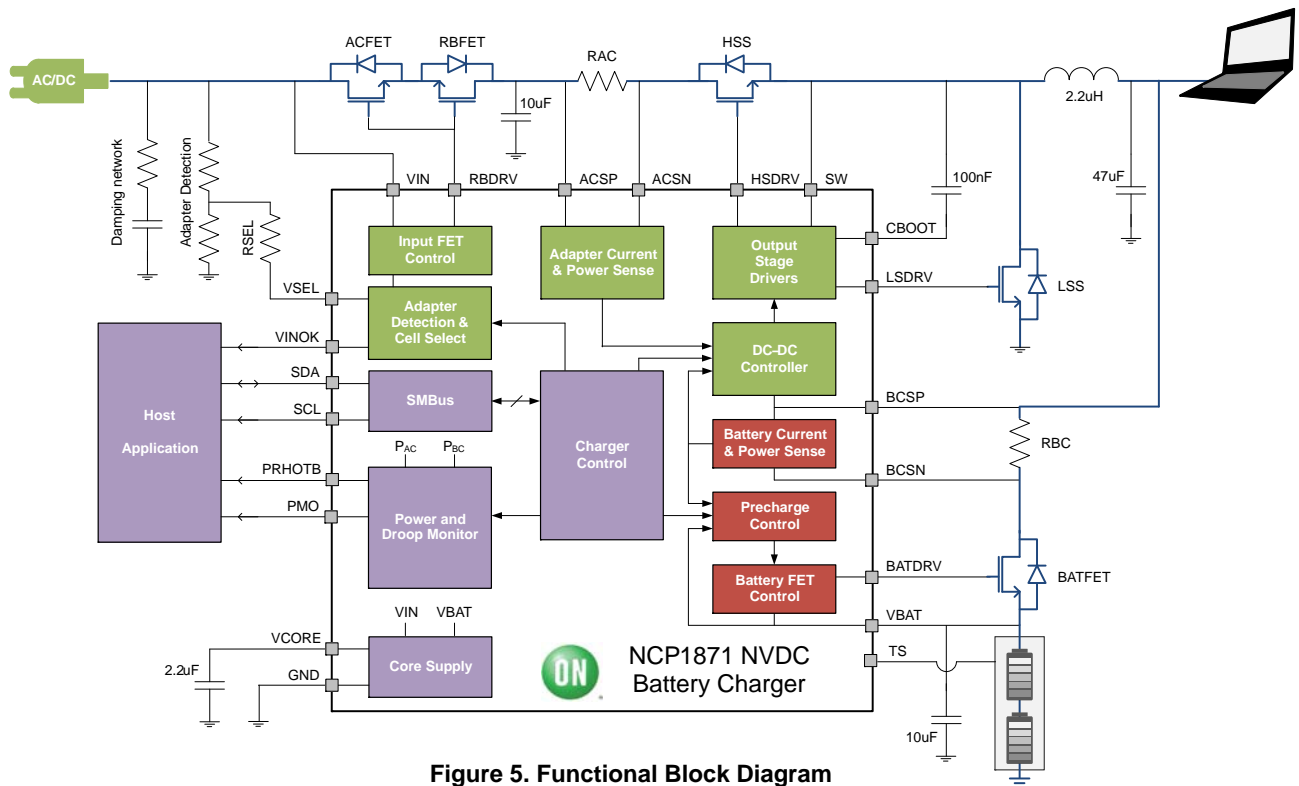 ACFET
RBFET
RAC
HSS
AC/DC
10uF
2.2uH
Damping network
Adapter Detection
RSEL
VIN
RBDRV
ACSP
ACSN
HSDRV
SW
100nF
47uF
Input FET
Control
Adapter Current
& Power Sense
Output
Stage
Drivers
CBOOT
LSDRV
LSS
VSEL
Adapter
Detection &
Cell Select
VINOK
DC-DC
Controller
SDA
SCL
SMBus
Host
Application
Charger
Control
BCSP
RBC
Battery Current
& Power Sense
BCSN
PAC
PBC
PRHOTB
PMO
Power and
Droop Monitor
Precharge
Control
Battery FET
Control
BATDRV
BATFET
VBAT
TS
VIN
VBAT
VCORE
2.2uF
GND
Core Supply
ON
®
NCP1871 NVDC
Battery Charger
10uF
Figure 5. Functional Block Diagram